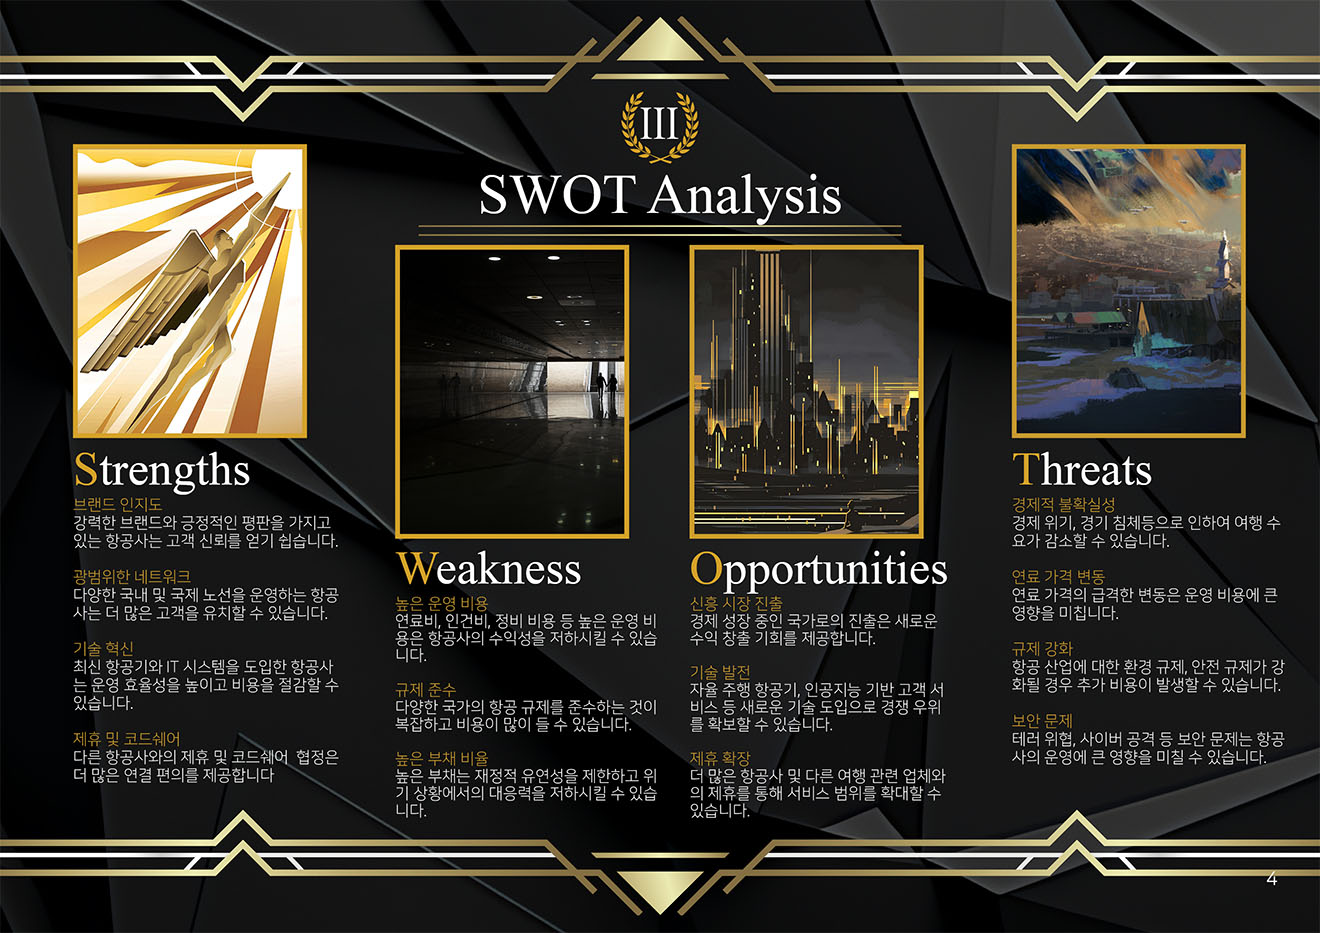 III
SWOT Analysis
Strengths
브랜드 인지도
강력한 브랜드와 긍정적인 평판을 가지고
있는 항공사는 고객 신뢰를 얻기 쉽습니다.
광범위한 네트워크
다양한 국내 및 국제 노선을 운영하는 항공
사는 더 많은 고객을 유치할 수 있습니다.
기술 혁신
최신 항공기와 IT 시스템을 도입한 항공사
는 운영 효율성을 높이고 비용을 절감할 수
있습니다.
제휴 및 코드쉐어
다른 항공사와의 제휴 및 코드쉐어 협정은
더 많은 연결 편의를 제공합니다
Weakness
높은 운영 비용
연료비, 인건비, 정비 비용 등 높은 운영 비
용은 항공사의 수익성을 저하시킬 수 있습
니다.
규제 준수
다양한 국가의 항공 규제를 준수하는 것이
복잡하고 비용이 많이 들 수 있습니다.
높은 부채 비율
높은 부채는 재정적 유연성을 제한하고 위
기 상황에서의 대응력을 저하시킬 수 있습
니다.
Opportunities
신흥 시장 진출
경제 성장 중인 국가로의 진출은 새로운
수익 창출 기회를 제공합니다.
기술 발전
자율 주행 항공기, 인공지능 기반 고객 서
비스 등 새로운 기술 도입으로 경쟁 우위
를 확보할 수 있습니다.
제휴 확장
더 많은 항공사 및 다른 여행 관련 업체와
의 제휴를 통해 서비스 범위를 확대할 수
있습니다.
Threats
경제적 불확실성
경제 위기, 경기 침체등으로 인하여 여행 수
요가 감소할 수 있습니다.
연료 가격 변동
연료 가격의 급격한 변동은 운영 비용에 큰
영향을 미칩니다.
규제 강화
항공 산업에 대한 환경 규제, 안전 규제가 강
화될 경우 추가 비용이 발생할 수 있습니다.
보안 문제
테러 위협, 사이버 공격 등 보안 문제는 항공
사의 운영에 큰 영향을 미칠 수 있습니다.
4